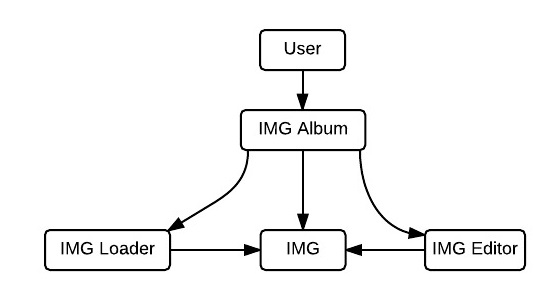 User
IMG Album
IMG Loader
IMG
IMG Editor